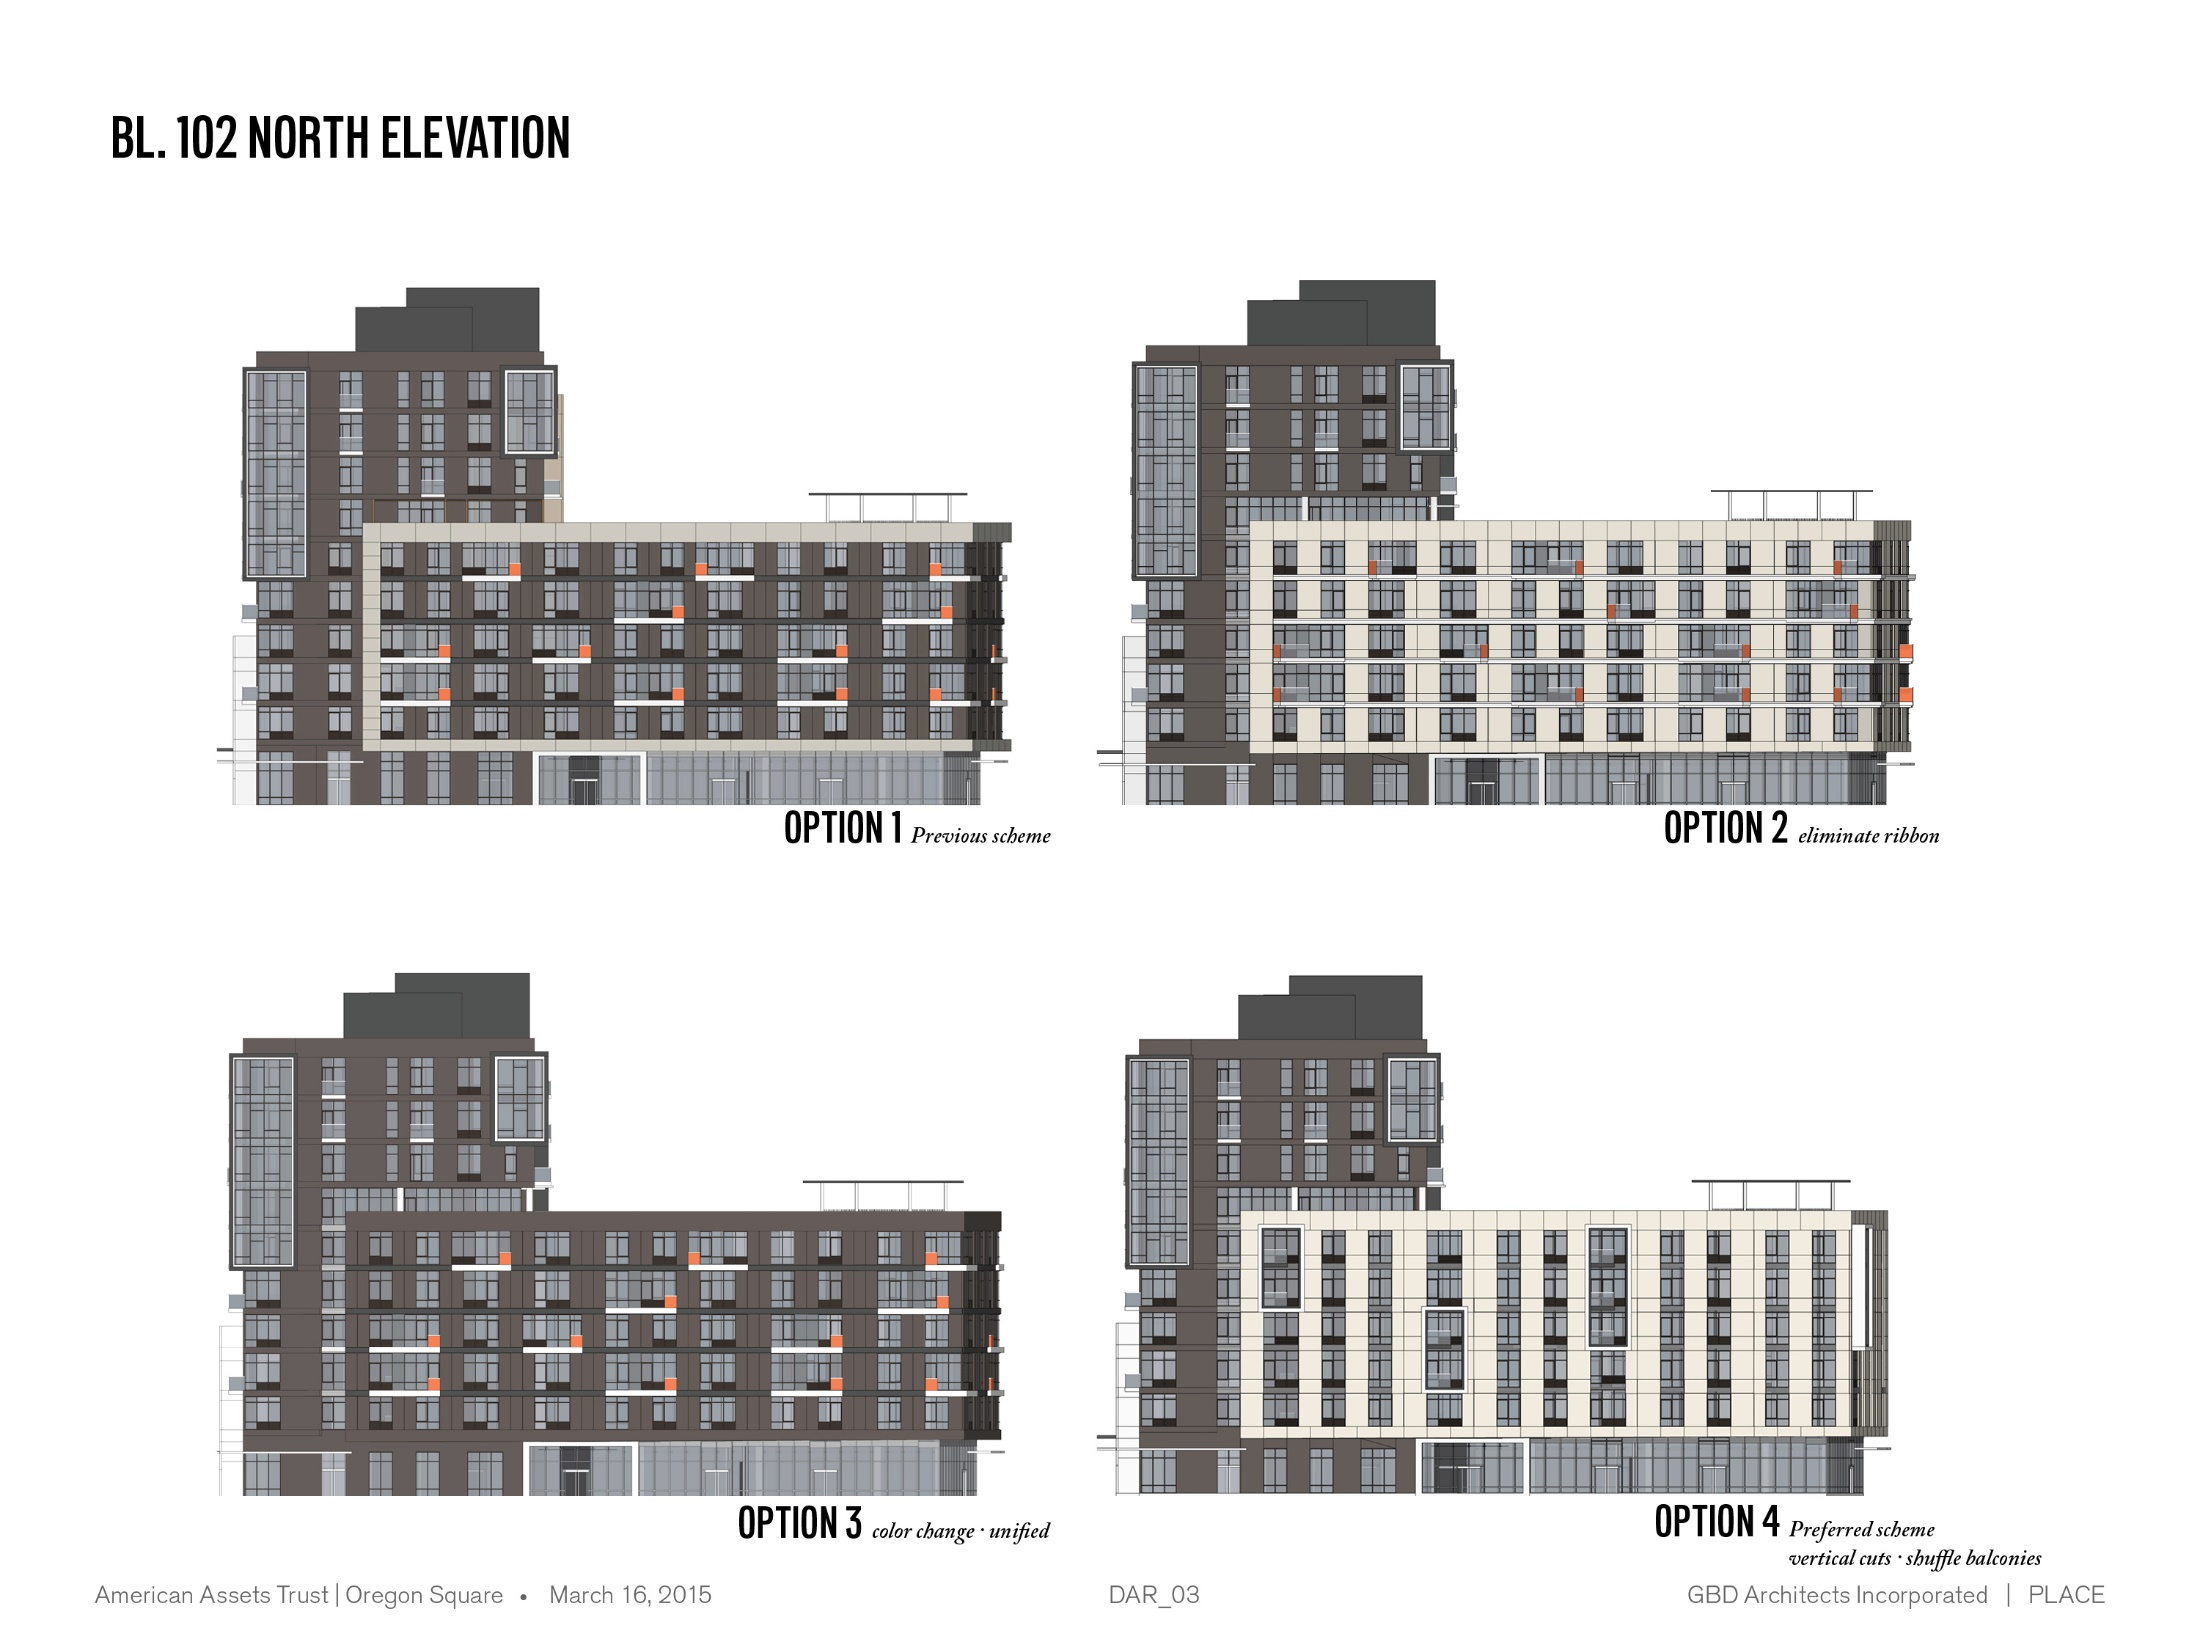 BL. 102 NORTH ELEVATION
OPTION 1 Previous scheme
OPTION 2 eliminate ribbon
OPTION 3 color change · unified
OPTION 4 Preferred scheme
vertical cuts · shuffle balconies
American Assets Trust | Oregon Square • March 16, 2015
DAR_03
GBD Architects Incorporated | PLACE